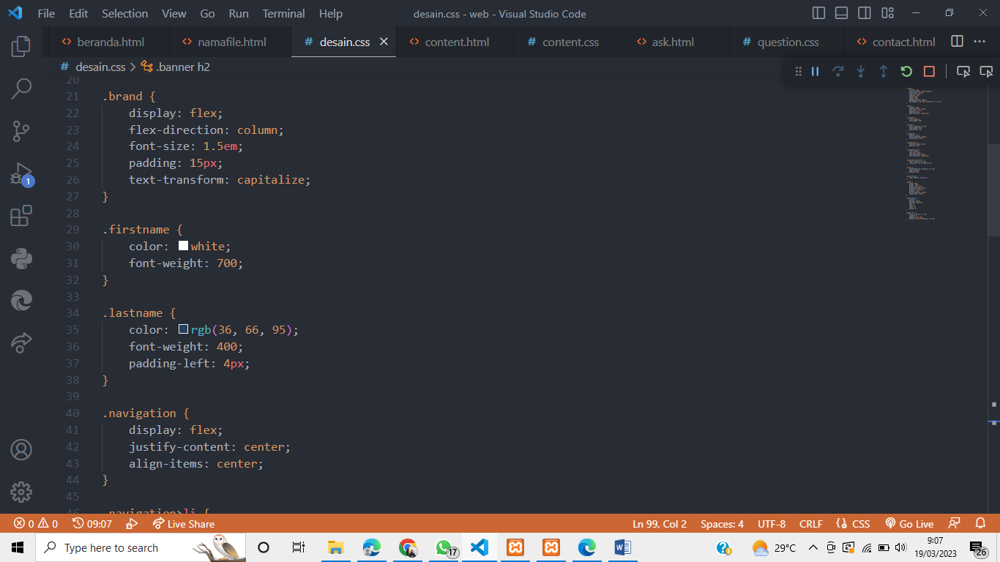 File Edit Selection View Go Run Terminal Help desain.css - web - Visual Studio Code
beranda.html namafile.html desain.css content.html content.css ask.html question.css contact.html
desain.css > .banner h2
20
21 .brand {
22 display: flex;
23 flex-direction: column;
24 font-size: 1.5em;
25 padding: 15px;
26 text-transform: capitalize;
27 }
28
29 .firstname {
30 color: white;
31 font-weight: 700;
32 }
33
34 .lastname {
35 color: rgb(36, 66, 95);
36 font-weight: 400;
37 padding-left: 4px;
38 }
39
40 .navigation {
41 display: flex;
42 justify-content: center;
43 align-items: center;
44 }
45
46 .navigation>li {
1
0 0 09:07 Live Share Ln 99, Col 2 Spaces: 4 UTF-8 CRLF CSS Go Live
Type here to search 17 29°C 9:07
19/03/2023 26